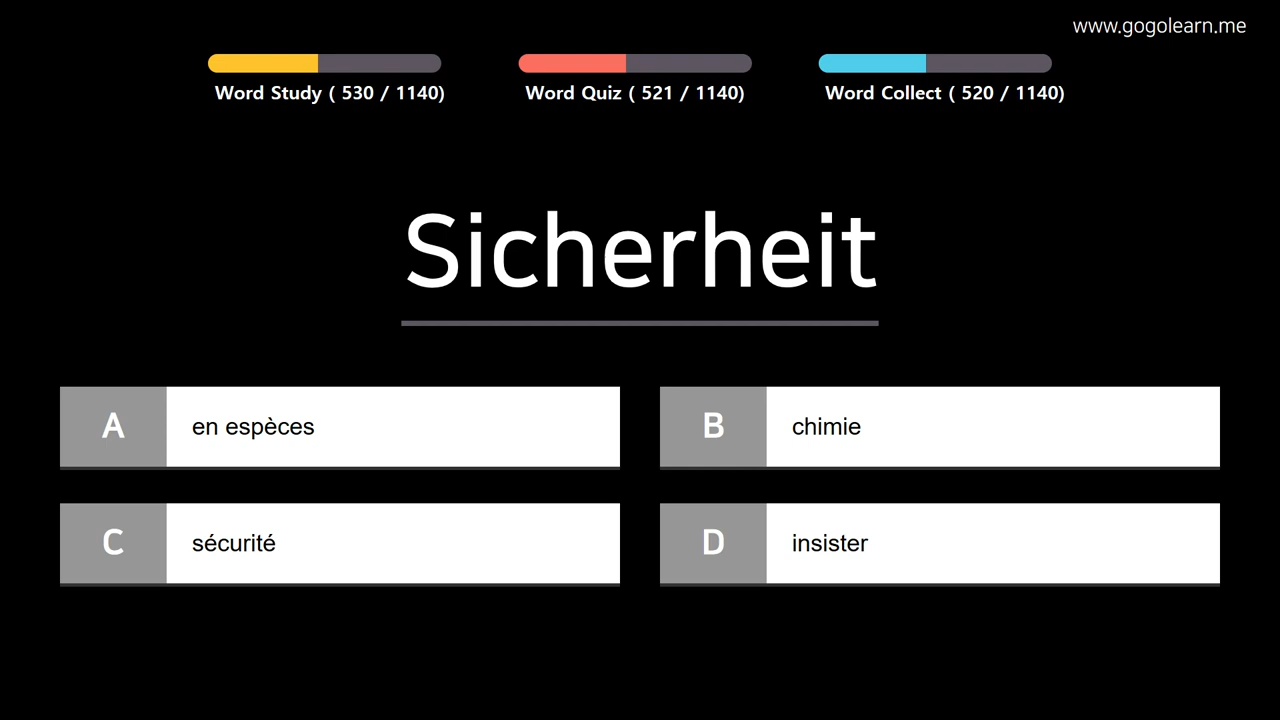 www.gogolearn.me
Word Study ( 530 / 1140)
Word Quiz ( 521 / 1140)
Word Collect ( 520 / 1140)
Sicherheit
A en espèces
B chimie
C sécurité
D insister